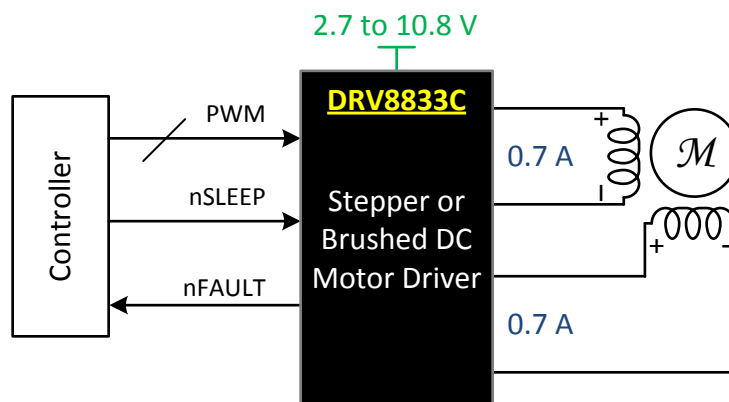 2.7 to 10.8 V
DRV8833C
Controller
PWM
nSLEEP
nFAULT
Stepper or
Brushed DC
Motor Driver
+
0.7 A
-
M
+ -
0.7 A